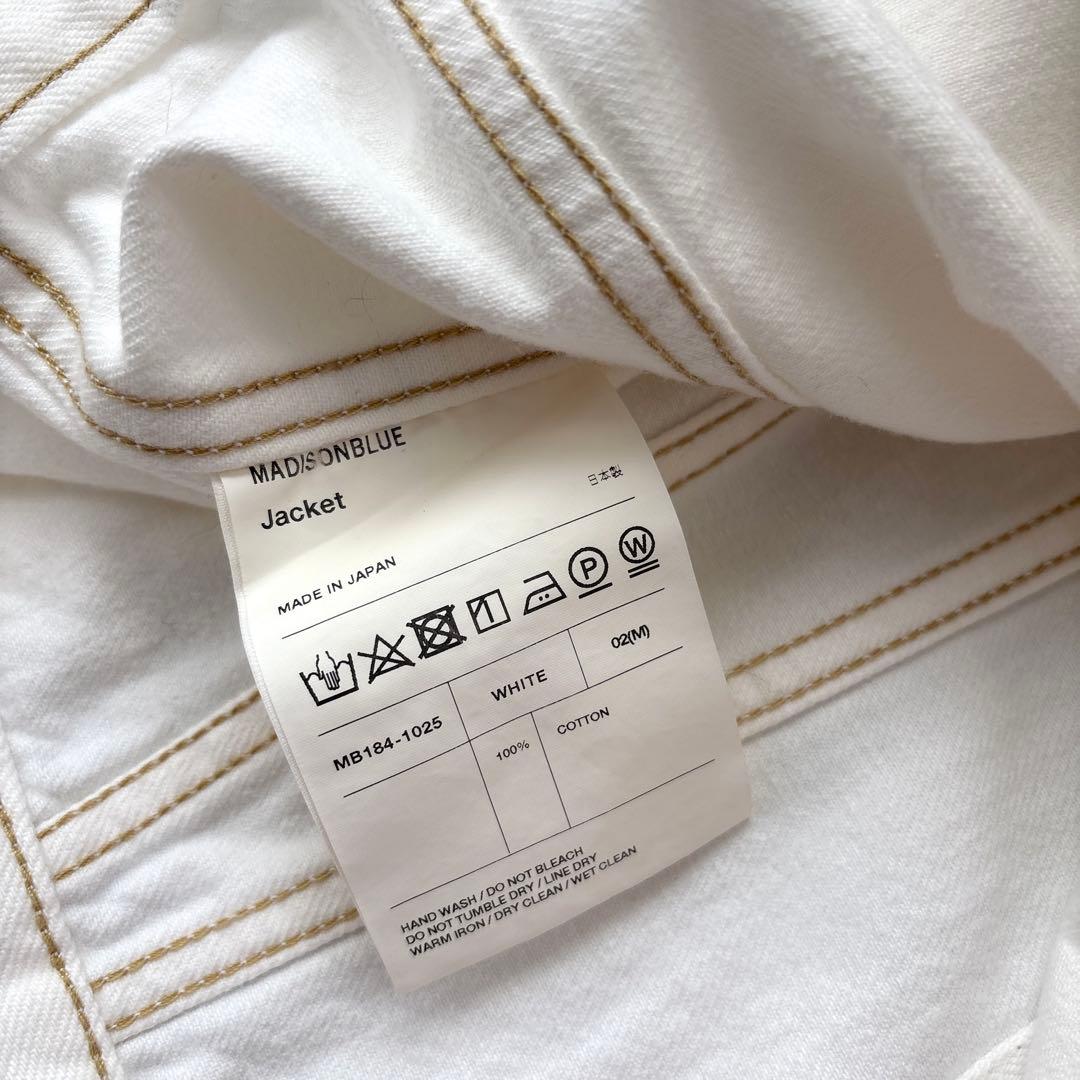 MADISONBLUE
Jacket
日本製
MADE IN JAPAN
P W
MB184-1025 WHITE 02(M)
100% COTTON
HAND WASH / DO NOT BLEACH
DO NOT TUMBLE DRY / LINE DRY
WARM IRON / DRY CLEAN / WET CLEAN